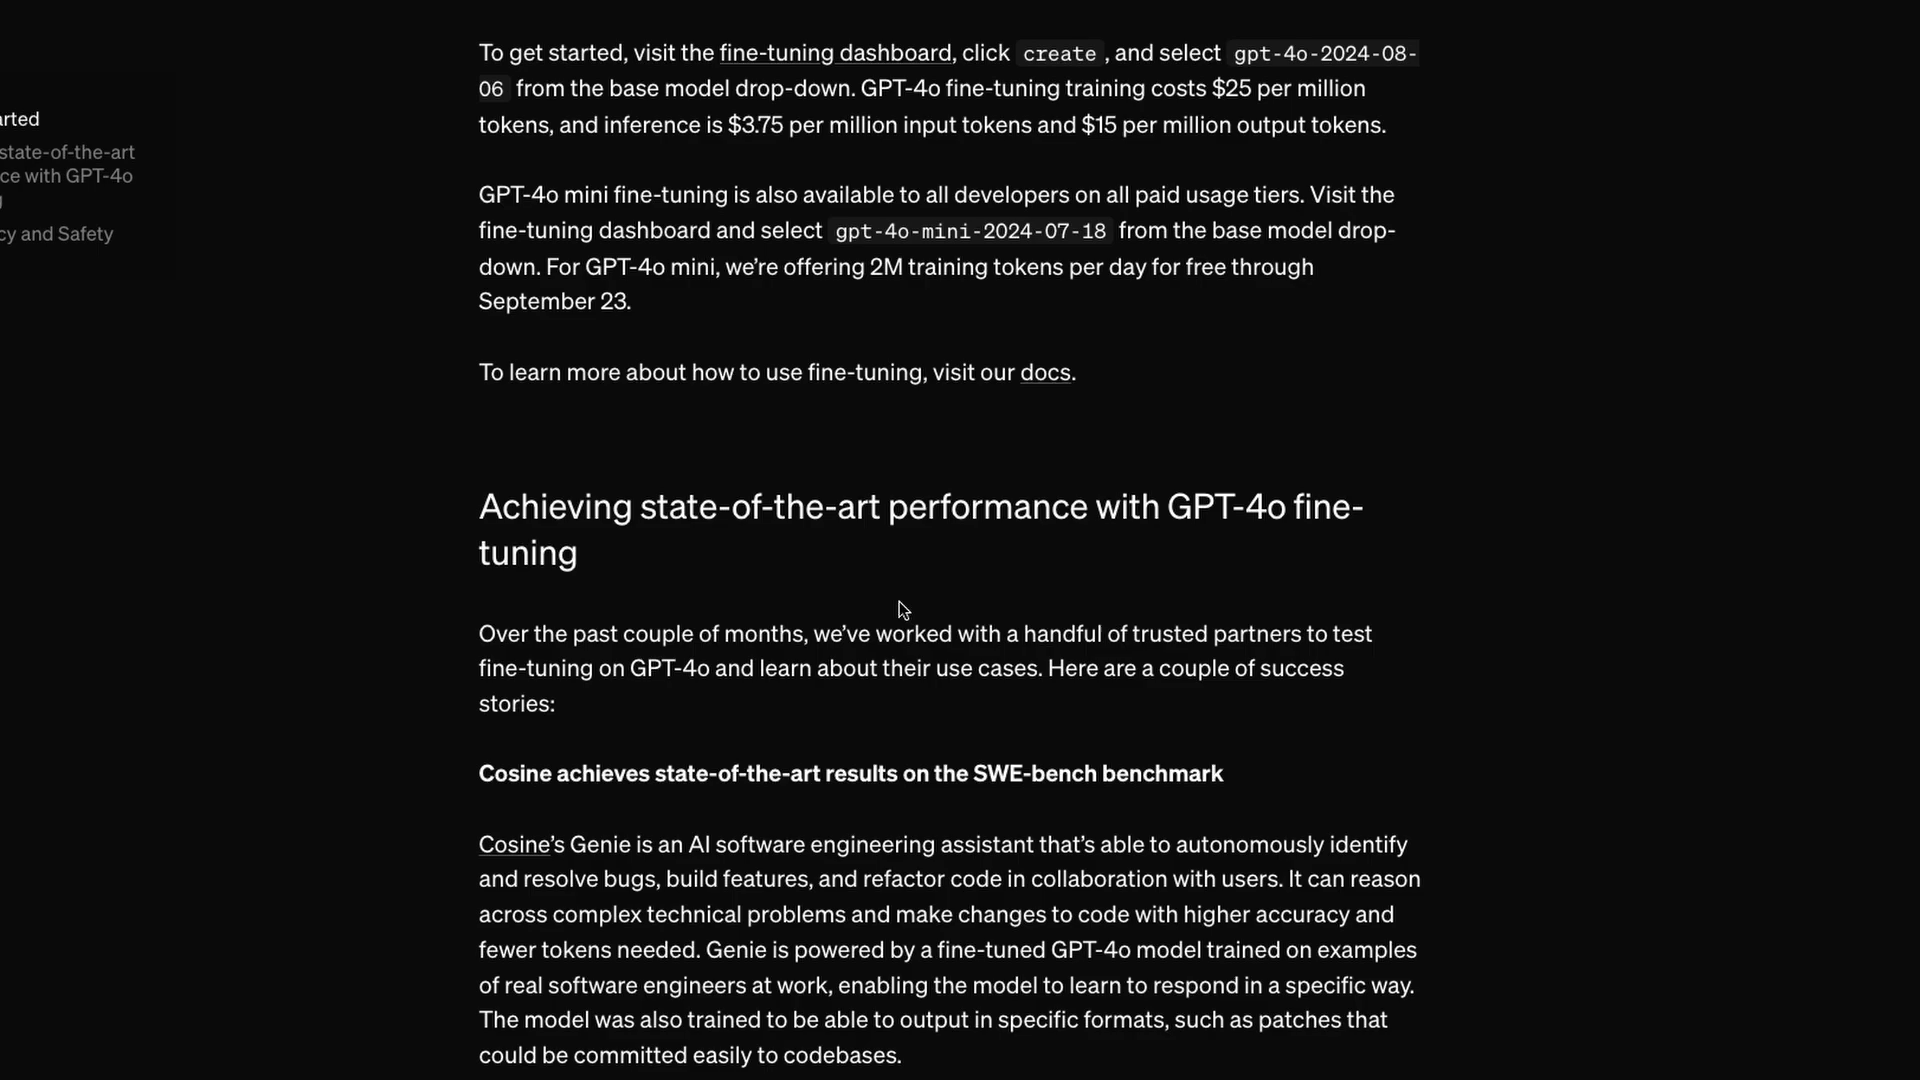 To get started, visit the fine-tuning dashboard, click create, and select gpt-4o-2024-08-
06 from the base model drop-down. GPT-4o fine-tuning training costs $25 per million
tokens, and inference is $3.75 per million input tokens and $15 per million output tokens.
GPT-4o mini fine-tuning is also available to all developers on all paid usage tiers. Visit the
fine-tuning dashboard and select gpt-4o-mini-2024-07-18 from the base model drop-
down. For GPT-4o mini, we’re offering 2M training tokens per day for free through
September 23.
To learn more about how to use fine-tuning, visit our docs.
Achieving state-of-the-art performance with GPT-4o fine-
tuning
Over the past couple of months, we’ve worked with a handful of trusted partners to test
fine-tuning on GPT-4o and learn about their use cases. Here are a couple of success
stories:
Cosine achieves state-of-the-art results on the SWE-bench benchmark
Cosine’s Genie is an AI software engineering assistant that’s able to autonomously identify
and resolve bugs, build features, and refactor code in collaboration with users. It can reason
across complex technical problems and make changes to code with higher accuracy and
fewer tokens needed. Genie is powered by a fine-tuned GPT-4o model trained on examples
of real software engineers at work, enabling the model to learn to respond in a specific way.
The model was also trained to be able to output in specific formats, such as patches that
could be committed easily to codebases.
state-of-the-art
with GPT-4o
and Safety